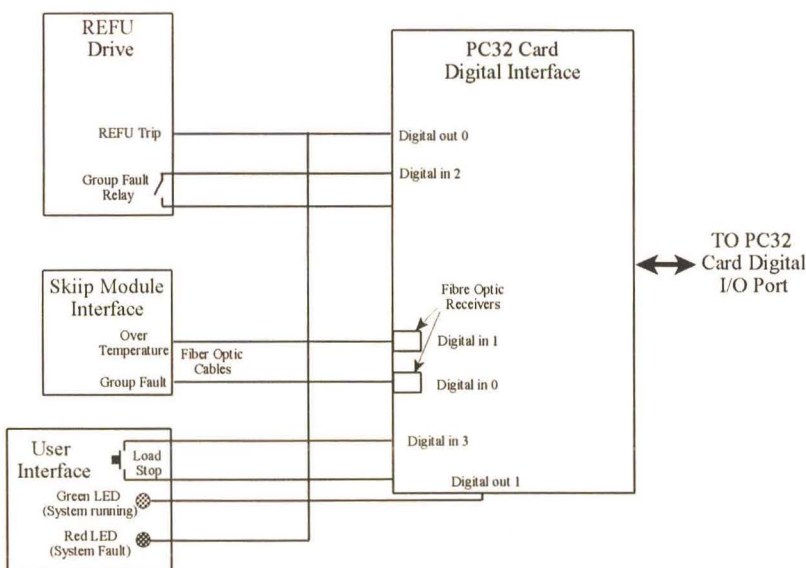 REFU
Drive
REFU Trip
Group Fault
Relay
PC32 Card
Digital Interface
Digital out 0
Digital in 2
Fibre Optic
Receivers
Digital in 1
Digital in 0
Digital in 3
Digital out 1
TO PC32
Card Digital
I/O Port
Skiip Module
Interface
Over
Temperature
Group Fault
Fiber Optic
Cables
User
Interface
Load
Stop
Green LED
(System running)
Red LED
(System Fault)